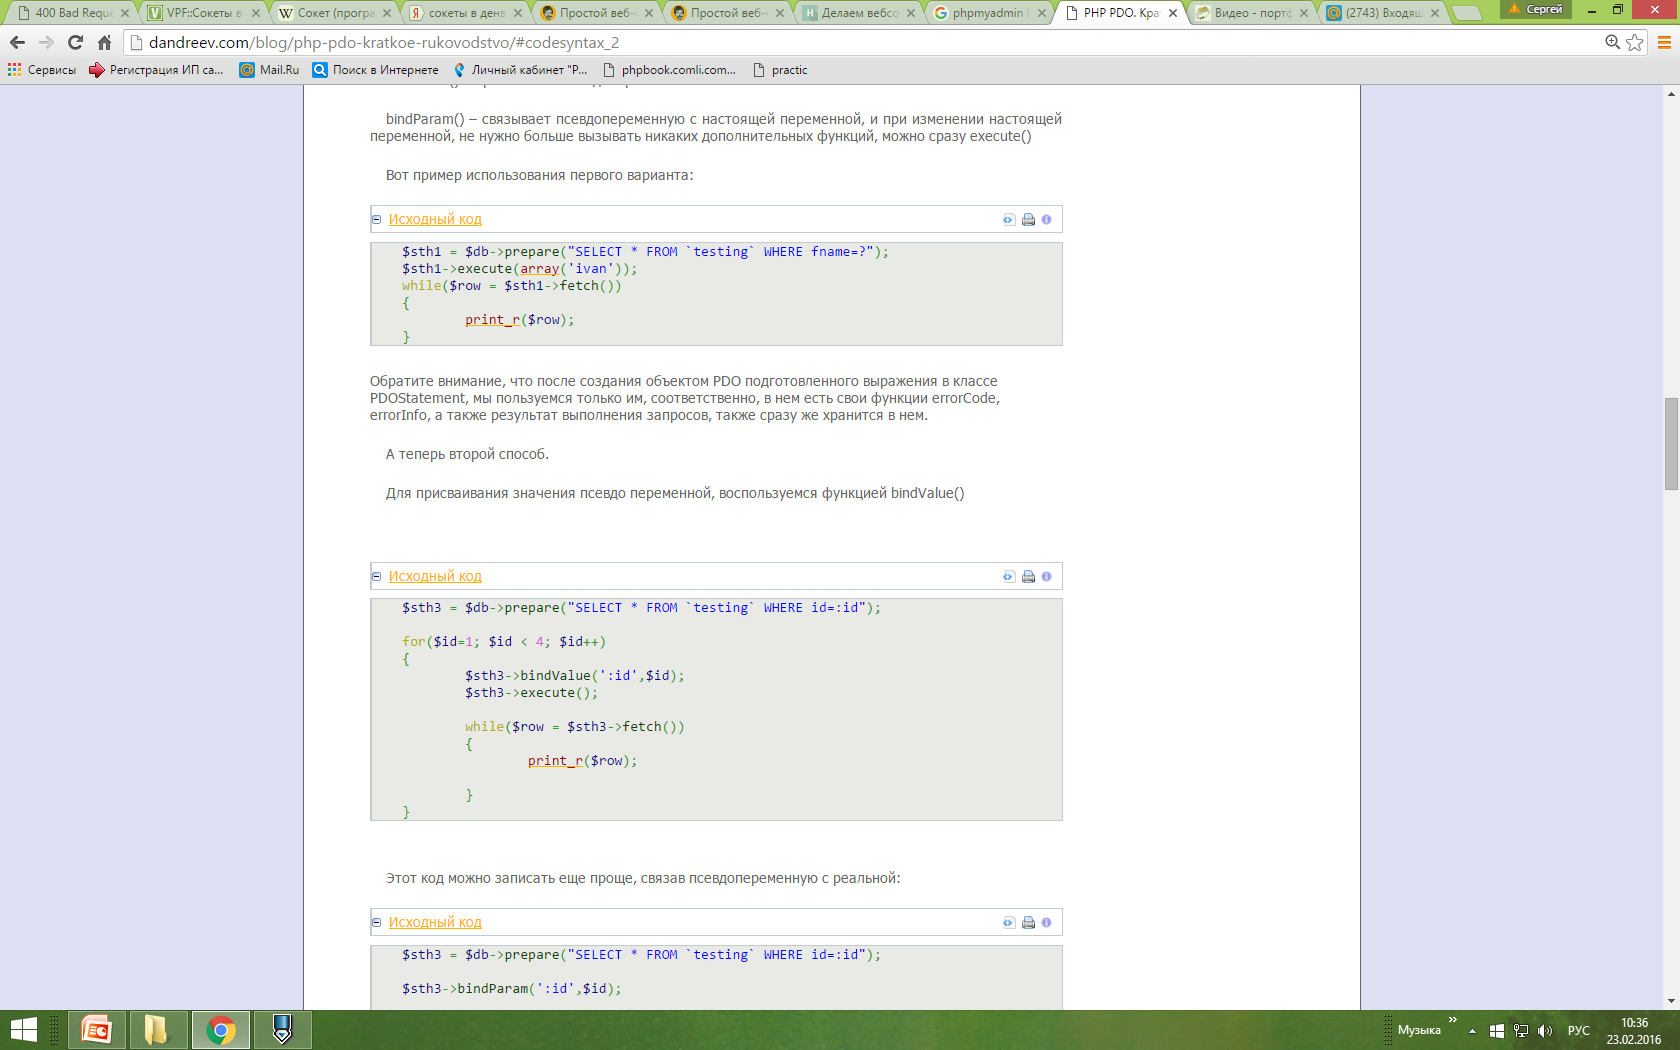 400 Bad Reque
VPF::Сокеты в
Сокет (програ
сокеты в денв
Простой веб-
Простой веб-
Делаем вебсо
phpmyadmin
PHP PDO. Кра
Видео - портф
(2743) Входящ
Сергей
dandreev.com/blog/php-pdo-kratkoe-rukovodstvo/#codesyntax_2
Сервисы
Регистрация ИП са...
Mail.Ru
Поиск в Интернете
Личный кабинет "Р...
phpbook.comli.com...
practic
bindParam() – связывает псевдопеременную с настоящей переменной, и при изменении настоящей
переменной, не нужно больше вызывать никаких дополнительных функций, можно сразу execute()
Вот пример использования первого варианта:
Исходный код
$sth1 = $db->prepare("SELECT * FROM `testing` WHERE fname=?");
$sth1->execute(array('ivan'));
while($row = $sth1->fetch())
{
print_r($row);
}
Обратите внимание, что после создания объектом PDO подготовленного выражения в классе
PDOStatement, мы пользуемся только им, соответственно, в нем есть свои функции errorCode,
errorInfo, а также результат выполнения запросов, также сразу же хранится в нем.
А теперь второй способ.
Для присваивания значения псевдо переменной, воспользуемся функцией bindValue()
Исходный код
$sth3 = $db->prepare("SELECT * FROM `testing` WHERE id=:id");
for($id=1; $id < 4; $id++)
{
$sth3->bindValue(':id',$id);
$sth3->execute();
while($row = $sth3->fetch())
{
print_r($row);
}
}
Этот код можно записать еще проще, связав псевдопеременную с реальной:
Исходный код
$sth3 = $db->prepare("SELECT * FROM `testing` WHERE id=:id");
$sth3->bindParam(':id',$id);
Музыка
РУС
10:36
23.02.2016